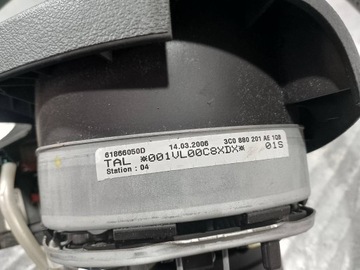 61866050D 14.03.2006 3C0 880 201 AE 1QB
TAL *001VL00C8XDX* 01S
Station : 04